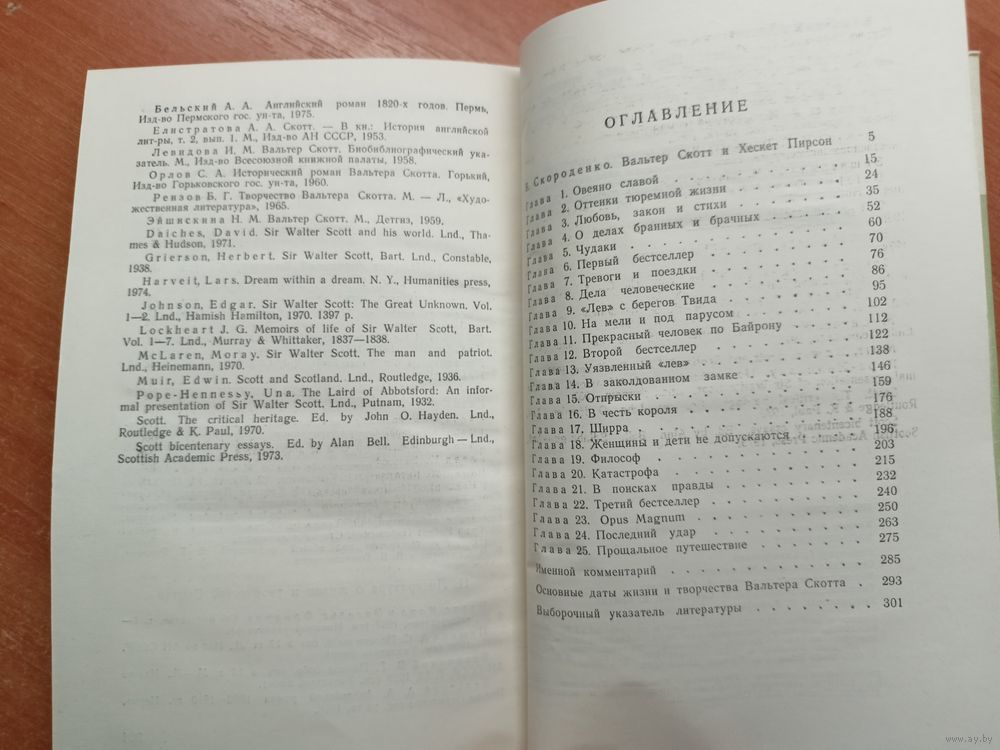 Бельский А. А. Английский роман 1820-х годов. Пермь,
Изд-во Пермского гос. ун-та, 1975.
Елистратова А. А. Скотт. — В кн.: История английской
лит-ры, т. 2, вып. 1. М., Изд-во АН СССР, 1953.
Левидова И. М. Вальтер Скотт. Биобиблиографический ука-
затель. М., Изд-во Всесоюзной книжной палаты, 1958.
Орлов С. А. Исторический роман Вальтера Скотта. Горький,
Изд-во Горьковского гос. ун-та, 1960.
Реизов Б. Г. Творчество Вальтера Скотта. М. — Л., «Худо-
жественная литература», 1965.
Эйшискина Н. М. Вальтер Скотт. М., Детгиз, 1959.
Daiches, David. Sir Walter Scott and his world. Lnd., Tha-
mes & Hudson, 1971.
Grierson, Herbert. Sir Walter Scott, Bart. Lnd., Constable,
1938.
Harveit, Lars. Dream within a dream. N. Y., Humanities press,
1974.
Johnson, Edgar. Sir Walter Scott: The Great Unknown. Vol.
1—2. Lnd., Hamish Hamilton, 1970. 1397 p.
Lockheart J. G. Memoirs of life of Sir Walter Scott, Bart.
Vol. 1—7. Lnd., Murray & Whittaker, 1837—1838.
McLaren, Moray. Sir Walter Scott. The man and patriot.
Lnd., Heinemann, 1970.
Muir, Edwin. Scott and Scotland. Lnd., Routledge, 1936.
Pope-Hennessy, Una. The Laird of Abbotsford: An infor-
mal presentation of Sir Walter Scott. Lnd., Putnam, 1932.
Scott. The critical heritage. Ed. by John O. Hayden. Lnd.,
Routledge & K. Paul, 1970.
Scott bicentenary essays. Ed. by Alan Bell. Edinburgh — Lnd.,
Scottish Academic Press, 1973.
ОГЛАВЛЕНИЕ
В. Скороденко. Вальтер Скотт и Хескет Пирсон . 5
Глава 1. Овеяно славой . . . . . . . 15
Глава 2. Оттенки тюремной жизни . . . . . 24
Глава 3. Любовь, закон и стихи . . . . . 35
Глава 4. О делах бранных и брачных . . . . 52
Глава 5. Чудаки . . . . . . . . 60
Глава 6. Первый бестселлер . . . . . . 70
Глава 7. Тревоги и поездки . . . . . . 76
Глава 8. Дела человеческие . . . . . . 86
Глава 9. «Лев» с берегов Твида . . . . . 95
Глава 10. На мели и под парусом . . . . . 102
Глава 11. Прекрасный человек по Байрону . . . 112
Глава 12. Второй бестселлер . . . . . . 122
Глава 13. Уязвленный «лев» . . . . . . 138
Глава 14. В заколдованном замке . . . . . 146
Глава 15. Отпрыски . . . . . . . 159
Глава 16. В честь короля . . . . . . 176
Глава 17. Ширра . . . . . . . . 188
Глава 18. Женщины и дети не допускаются . . . 196
Глава 19. Философ . . . . . . . 203
Глава 20. Катастрофа . . . . . . . 215
Глава 21. В поисках правды . . . . . . 232
Глава 22. Третий бестселлер . . . . . . 240
Глава 23. Opus Magnum . . . . . . 250
Глава 24. Последний удар . . . . . . 263
Глава 25. Прощальное путешествие . . . . . 275
Именной комментарий . . . . . . . 285
Основные даты жизни и творчества Вальтера Скотта . 293
Выборочный указатель литературы . . . . . 301
www.ay.by